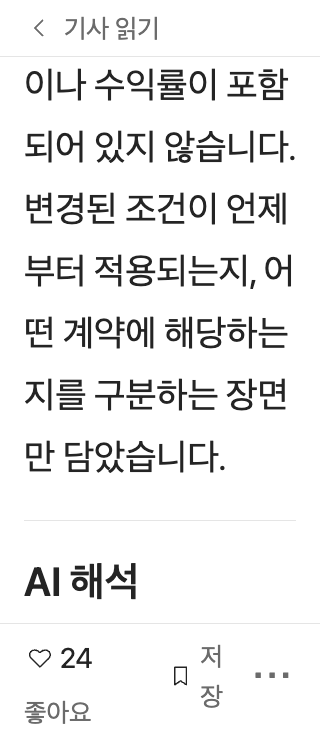 기사 읽기
이나 수익률이 포함
되어 있지 않습니다.
변경된 조건이 언제
부터 적용되는지, 어
떤 계약에 해당하는
지를 구분하는 장면
만 담았습니다.
AI 해석
24
좋아요
저
장